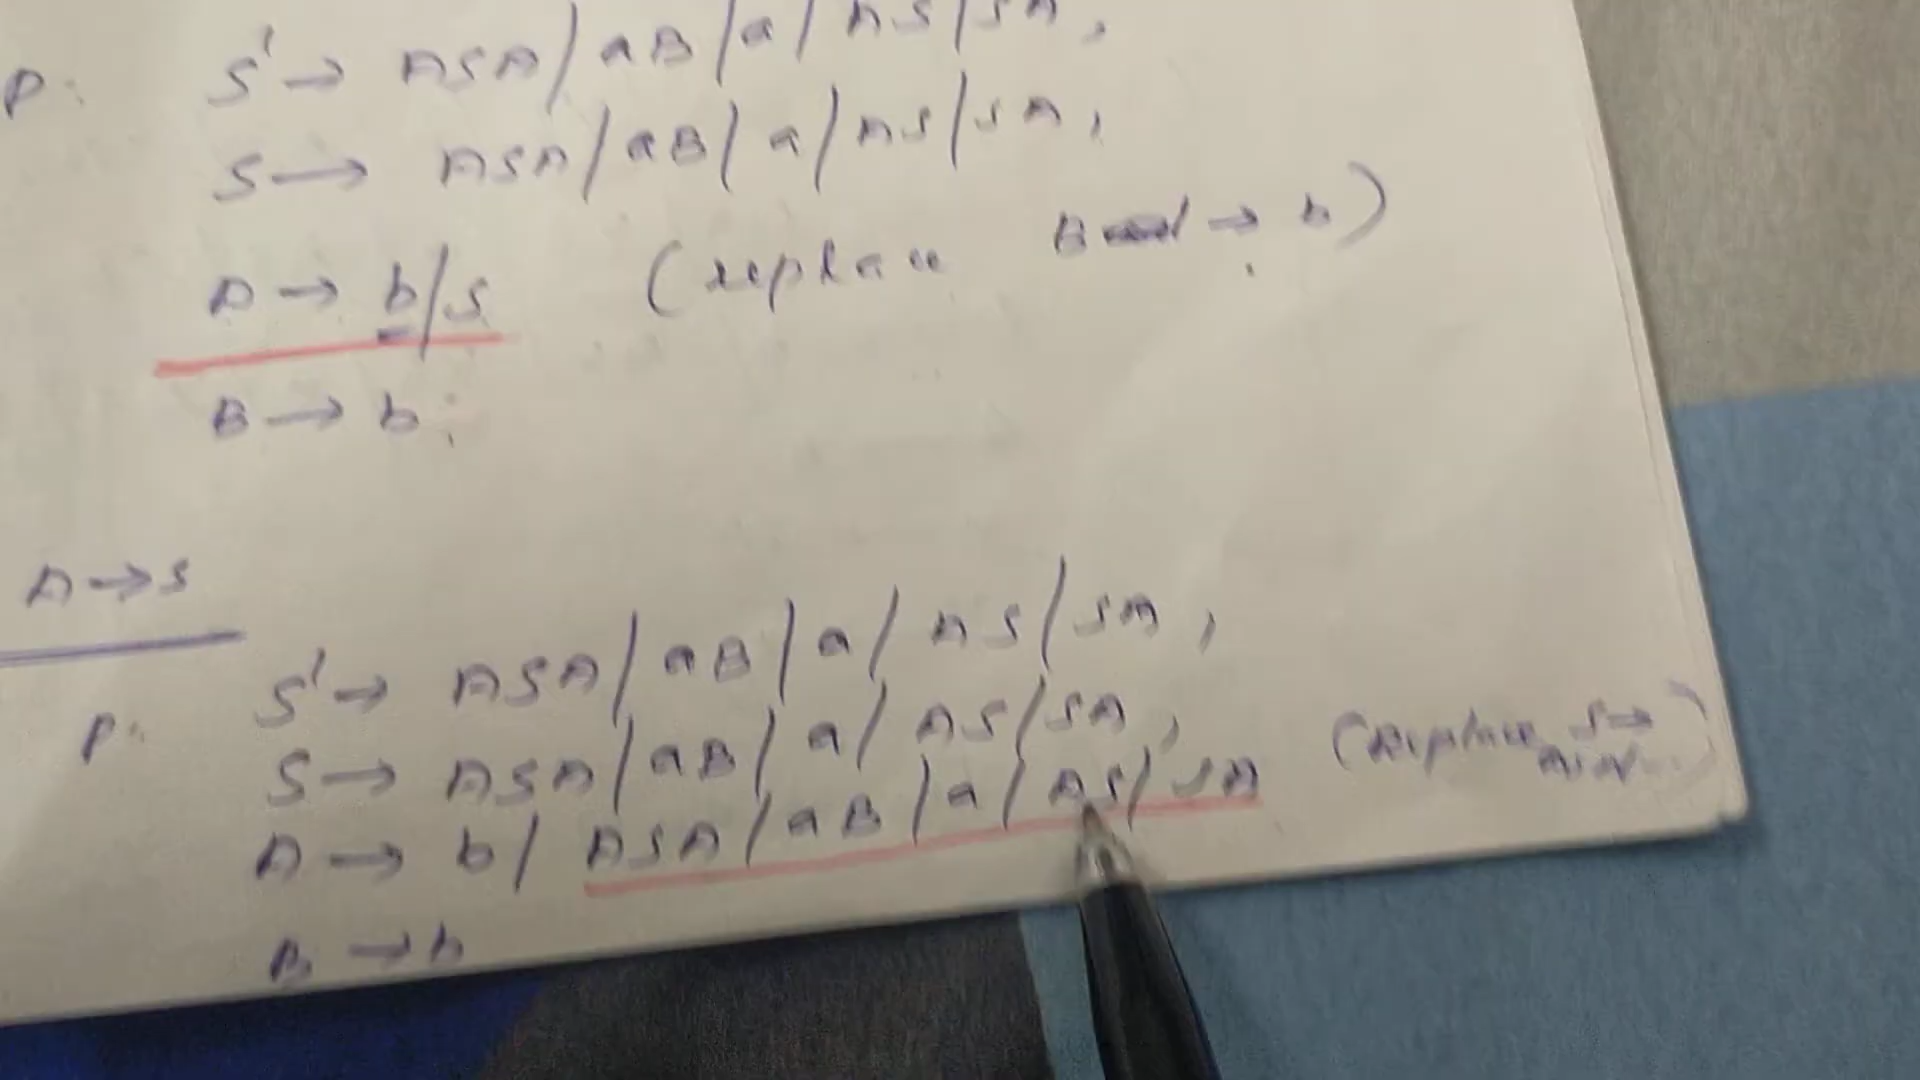 P: S' → ASA/aB/a/AS/SA,
S → ASA/aB/a/AS/SA,
A → b/S (replace B → b)
B → b;
A → S
P: S' → ASA/aB/a/AS/SA,
S → ASA/aB/a/AS/SA,
A → b/ASA/aB/a/AS/SA (Replace S →
B → b